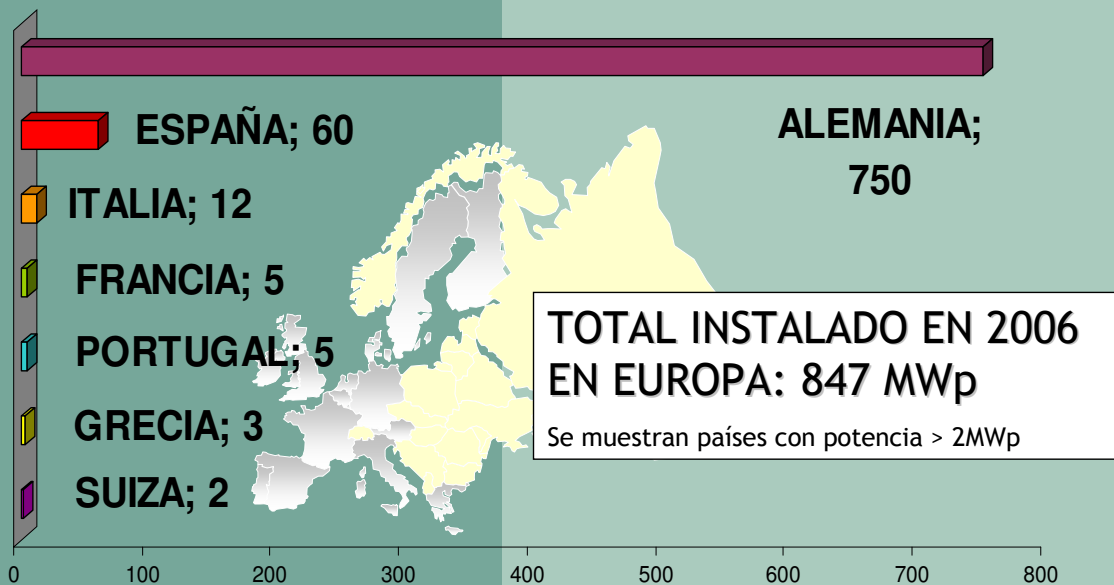 ESPAÑA; 60
ALEMANIA;
750
ITALIA; 12
FRANCIA; 5
PORTUGAL; 5
GRECIA; 3
SUIZA; 2
TOTAL INSTALADO EN 2006
EN EUROPA: 847 MWp
Se muestran países con potencia > 2MWp
0 100 200 300 400 500 600 700 800